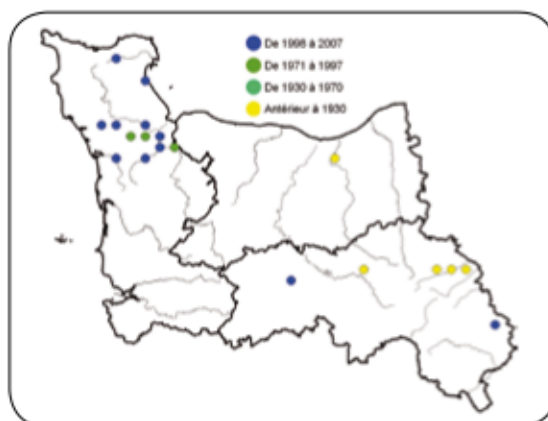 De 1998 à 2007
De 1971 à 1997
De 1930 à 1970
Antérieur à 1930